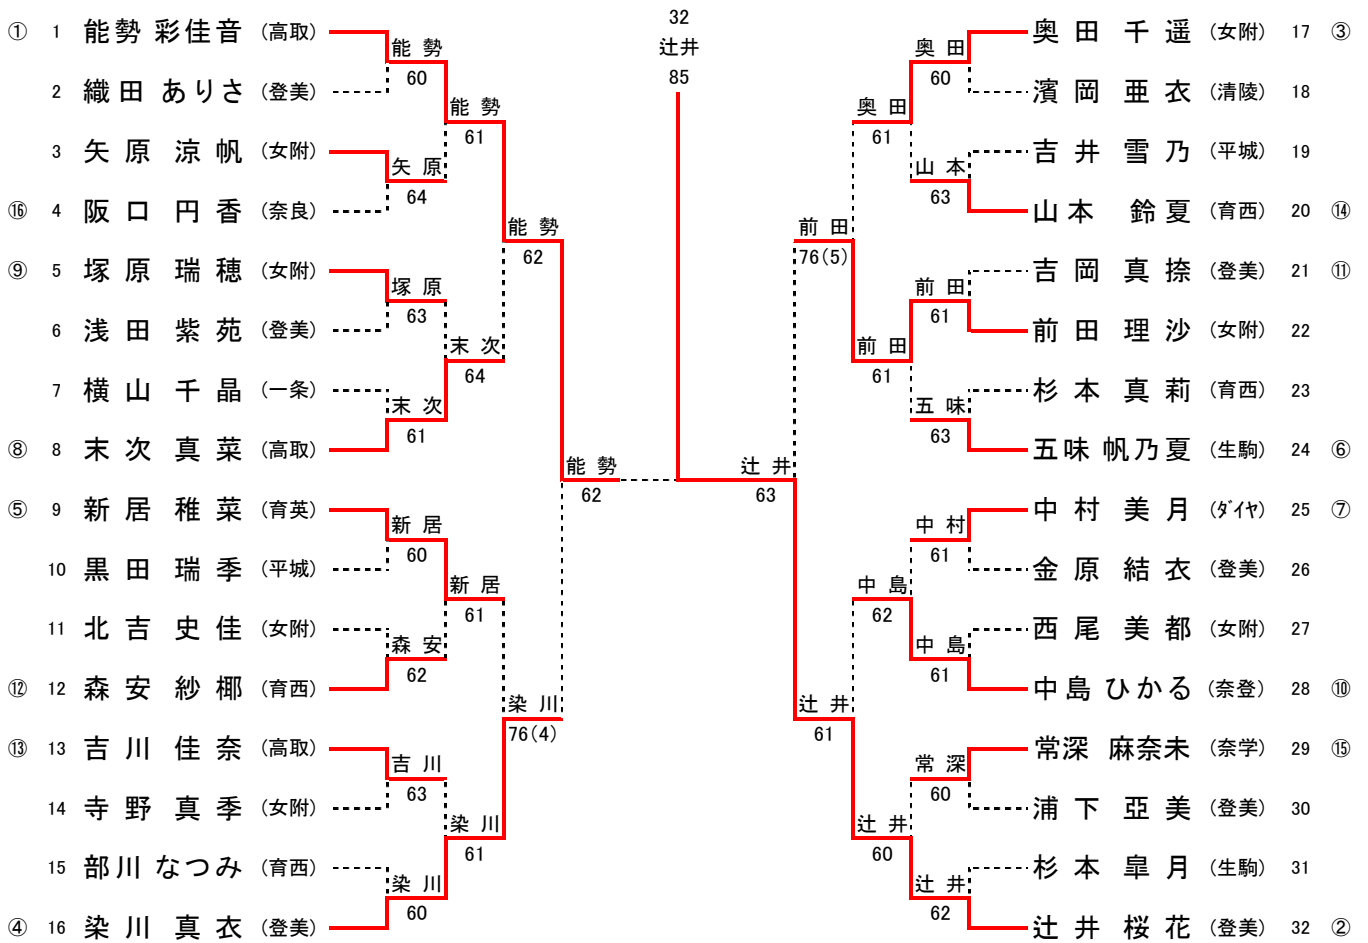 ① 1 能勢 彩佳音 (高取)
2 織田 ありさ (登美)
3 矢原 涼帆 (女附)
⑯ 4 阪口 円香 (奈良)
⑨ 5 塚原 瑞穂 (女附)
6 浅田 紫苑 (登美)
7 横山 千晶 (一条)
⑧ 8 末次 真菜 (高取)
⑤ 9 新居 稚菜 (育英)
10 黒田 瑞季 (平城)
11 北吉 史佳 (女附)
⑫ 12 森安 紗椰 (育西)
⑬ 13 吉川 佳奈 (高取)
14 寺野 真季 (女附)
15 部川 なつみ (育西)
④ 16 染川 真衣 (登美)
能勢
60
矢原
64
塚原
63
末次
61
新居
60
森安
62
吉川
63
染川
60
能勢
61
末次
64
新居
61
染川
61
能勢
62
染川
76(4)
能勢
62
32
辻井
85
辻井
63
前田
76(5)
辻井
61
奥田
61
前田
61
中島
62
辻井
60
奥田
60
山本
63
前田
61
五味
63
中村
61
中島
61
常深
60
辻井
62
奥田 千遥 (女附) 17 ③
濱岡 亜衣 (清陵) 18
吉井 雪乃 (平城) 19
山本 鈴夏 (育西) 20 ⑭
吉岡 真捺 (登美) 21 ⑪
前田 理沙 (女附) 22
杉本 真莉 (育西) 23
五味 帆乃夏 (生駒) 24 ⑥
中村 美月 (ダイヤ) 25 ⑦
金原 結衣 (登美) 26
西尾 美都 (女附) 27
中島 ひかる (奈登) 28 ⑩
常深 麻奈未 (奈学) 29 ⑮
浦下 亞美 (登美) 30
杉本 皐月 (生駒) 31
辻井 桜花 (登美) 32 ②